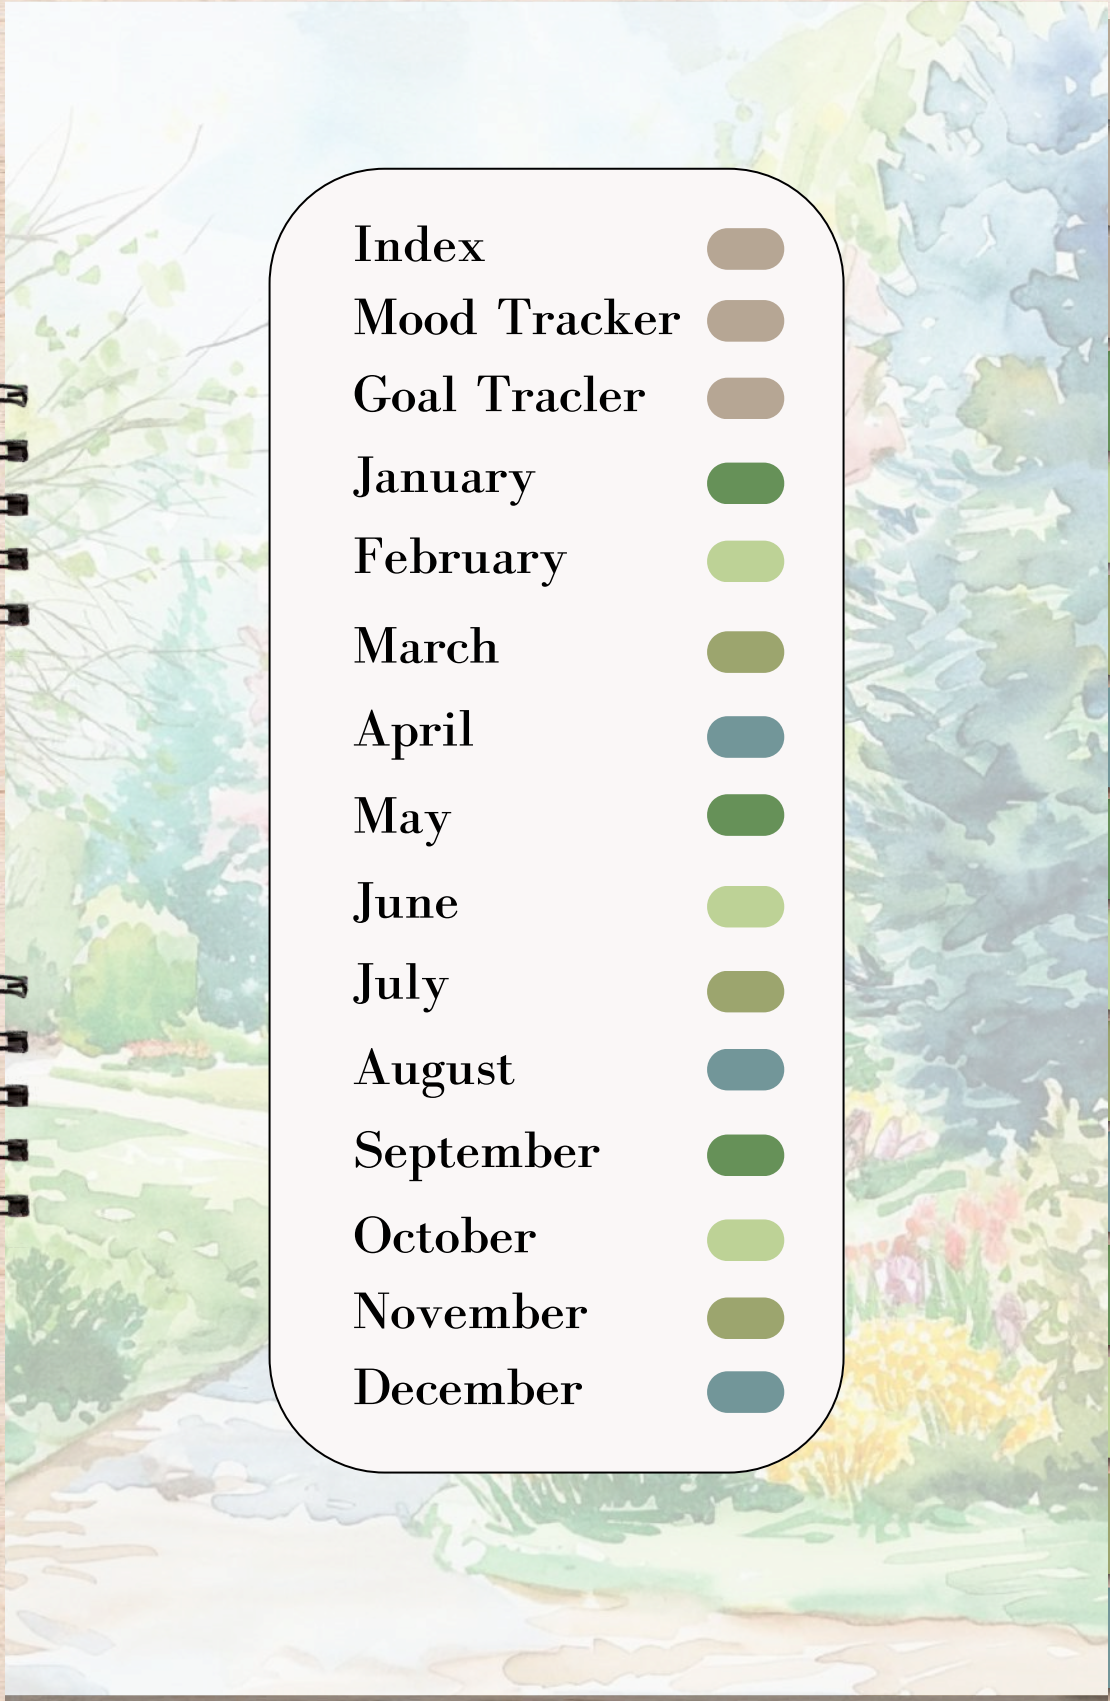 Index
Mood Tracker
Goal Tracler
January
February
March
April
May
June
July
August
September
October
November
December